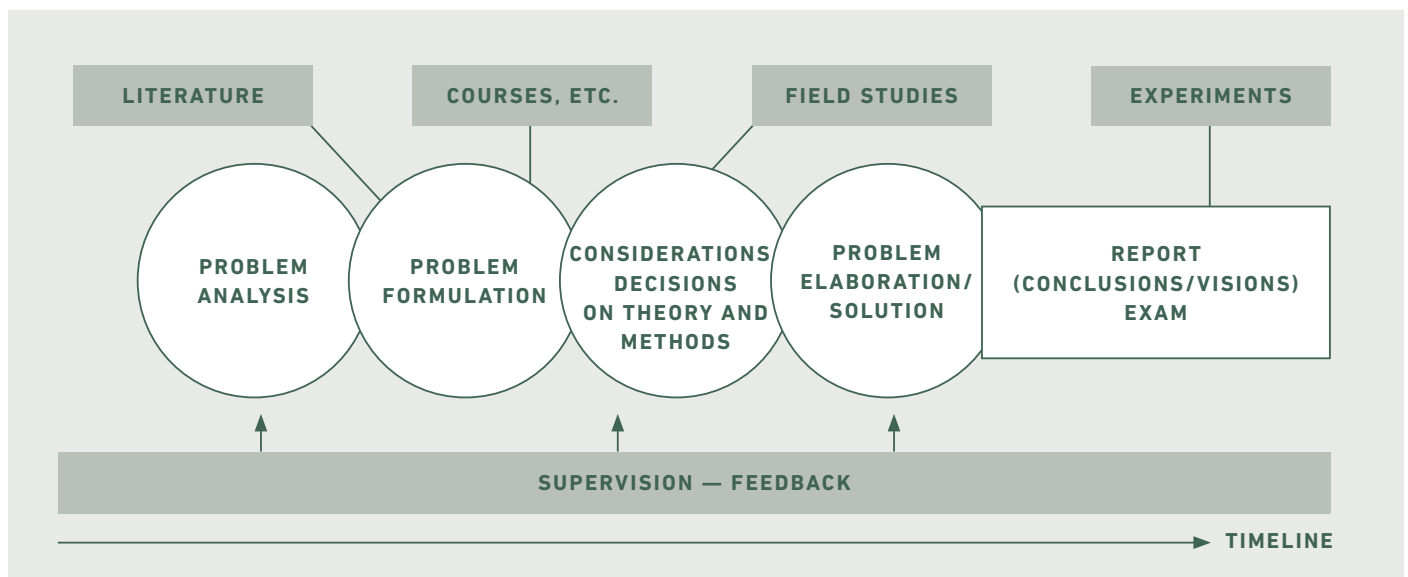 LITERATURE
COURSES, ETC.
FIELD STUDIES
EXPERIMENTS
PROBLEM
ANALYSIS
PROBLEM
FORMULATION
CONSIDERATIONS
DECISIONS
ON THEORY AND
METHODS
PROBLEM
ELABORATION/
SOLUTION
REPORT
(CONCLUSIONS/VISIONS)
EXAM
SUPERVISION — FEEDBACK
TIMELINE